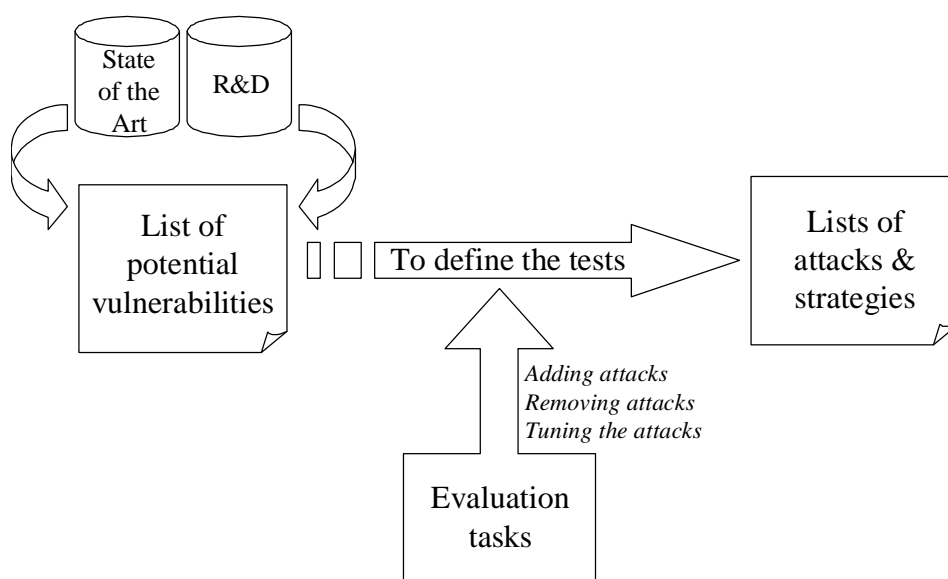 State
of the
Art
R&D
List of
potential
vulnerabilities
To define the tests
Lists of
attacks &
strategies
Adding attacks
Removing attacks
Tuning the attacks
Evaluation
tasks